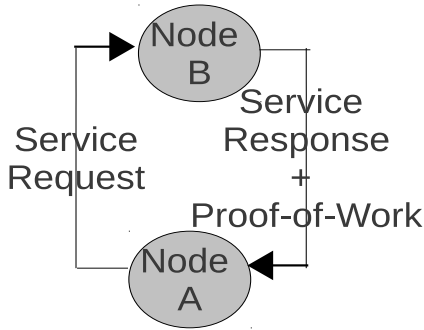 Node
B
Service
Request
Service
Response
+
Proof-of-Work
Node
A